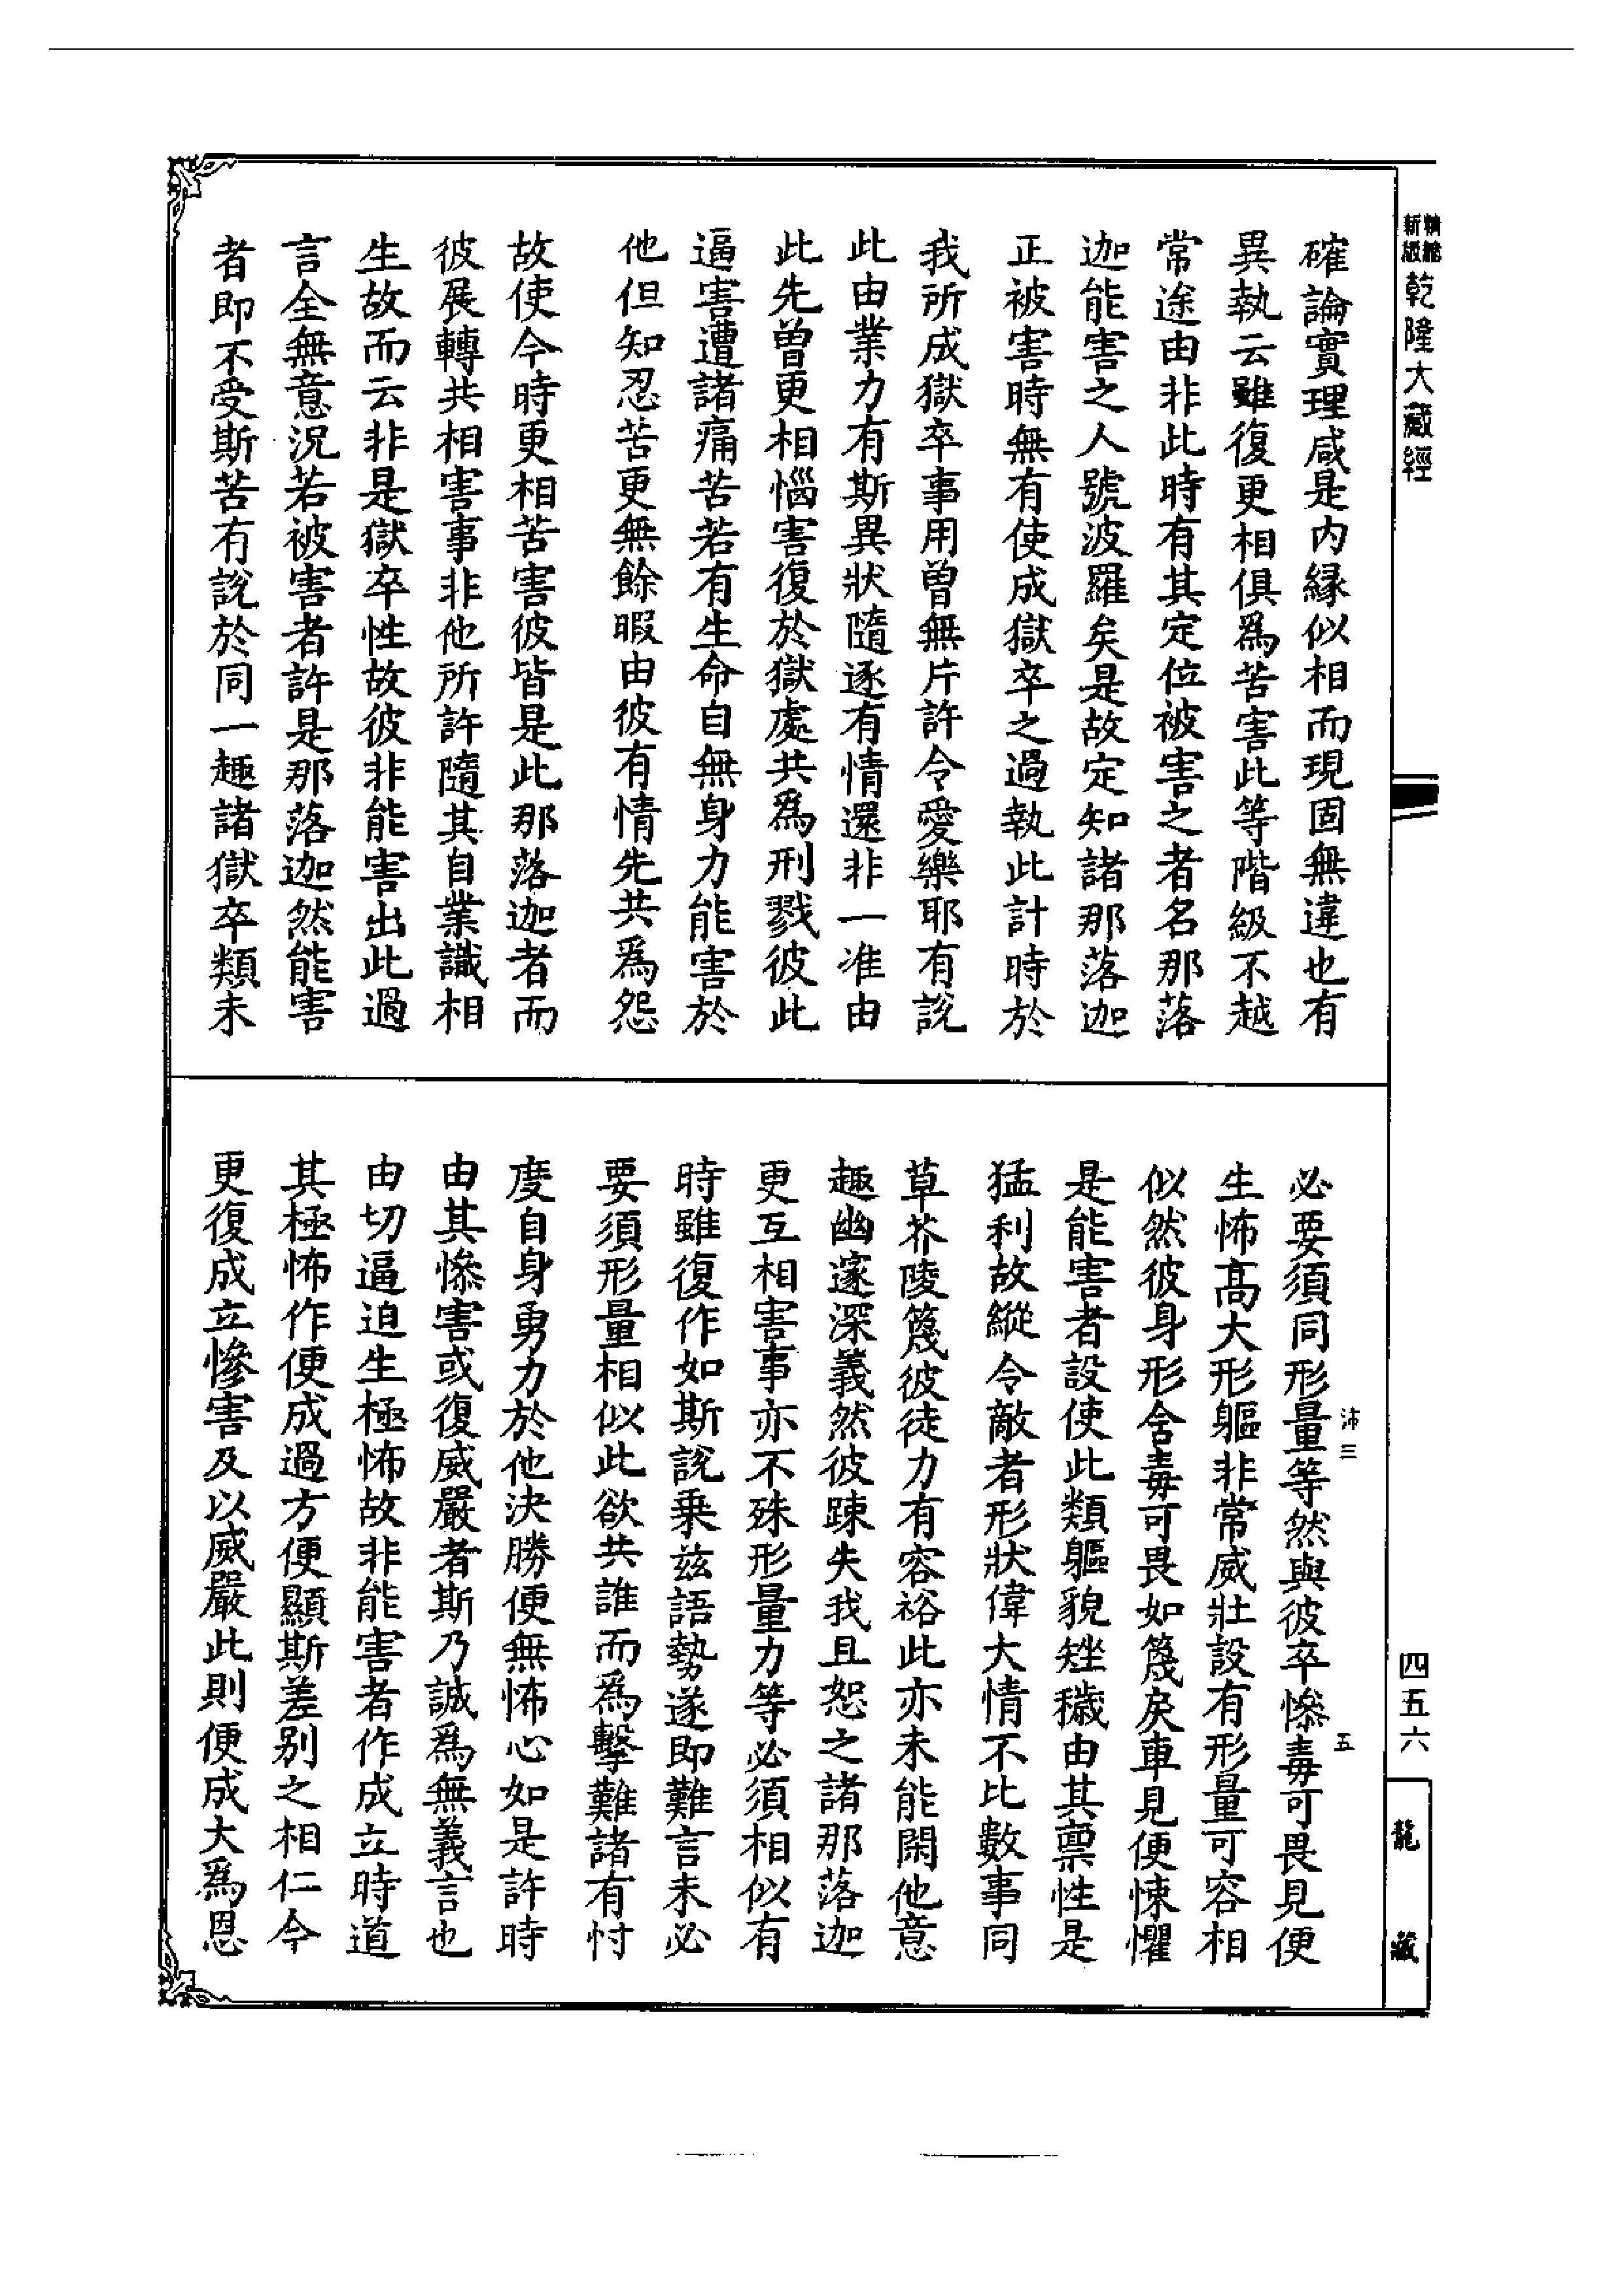 精縮
新版
乾隆大藏經
確論實理咸是内縁似相而現固無違也有
異執云雖復更相俱爲苦害此等階級不越
常途由非此時有其定位被害之者名那落
迦能害之人號波羅矣是故定知諸那落迦
正被害時無有使成獄卒之過執此計時於
我所成獄卒事用曽無片許令愛樂耶有說
此由業力有斯異狀隨逐有情還非一准由
此先曽更相惱害復於獄處共爲刑戮彼此
逼害遭諸痛苦若有生命自無身力能害於
他但知忍苦更無餘暇由彼有情先共爲怨
故使今時更相苦害彼皆是此那落迦者而
彼展轉共相害事非他所許隨其自業識相
生故而云非是獄卒性故彼非能害出此過
言全無意況若被害者許是那落迦然能害
者即不受斯苦有說於同一趣諸獄卒類未
必要須同形量等然與彼卒慘毒可畏見便
生怖髙大形軀非常威壯設有形量可容相
似然彼身形含毒可畏如篾戾車見便悚懼
是能害者設使此類軀貌矬穢由其禀性是
猛利故縱令敵者形狀偉大情不比數事同
草芥陵篾彼徒力有容裕此亦未能閑他意
趣幽邃深義然彼踈失我且恕之諸那落迦
更互相害事亦不殊形量力等必須相似有
時雖復作如斯說乗兹語勢遂即難言未必
要須形量相似此欲共誰而爲擊難諸有忖
度自身勇力於他決勝便無怖心如是許時
由其慘害或復威嚴者斯乃誠爲無義言也
由切逼迫生極怖故非能害者作成立時道
其極怖作便成過方便顯斯差别之相仁今
更復成立慘害及以威嚴此則便成大爲恩
沛三
五
四五六
龍藏